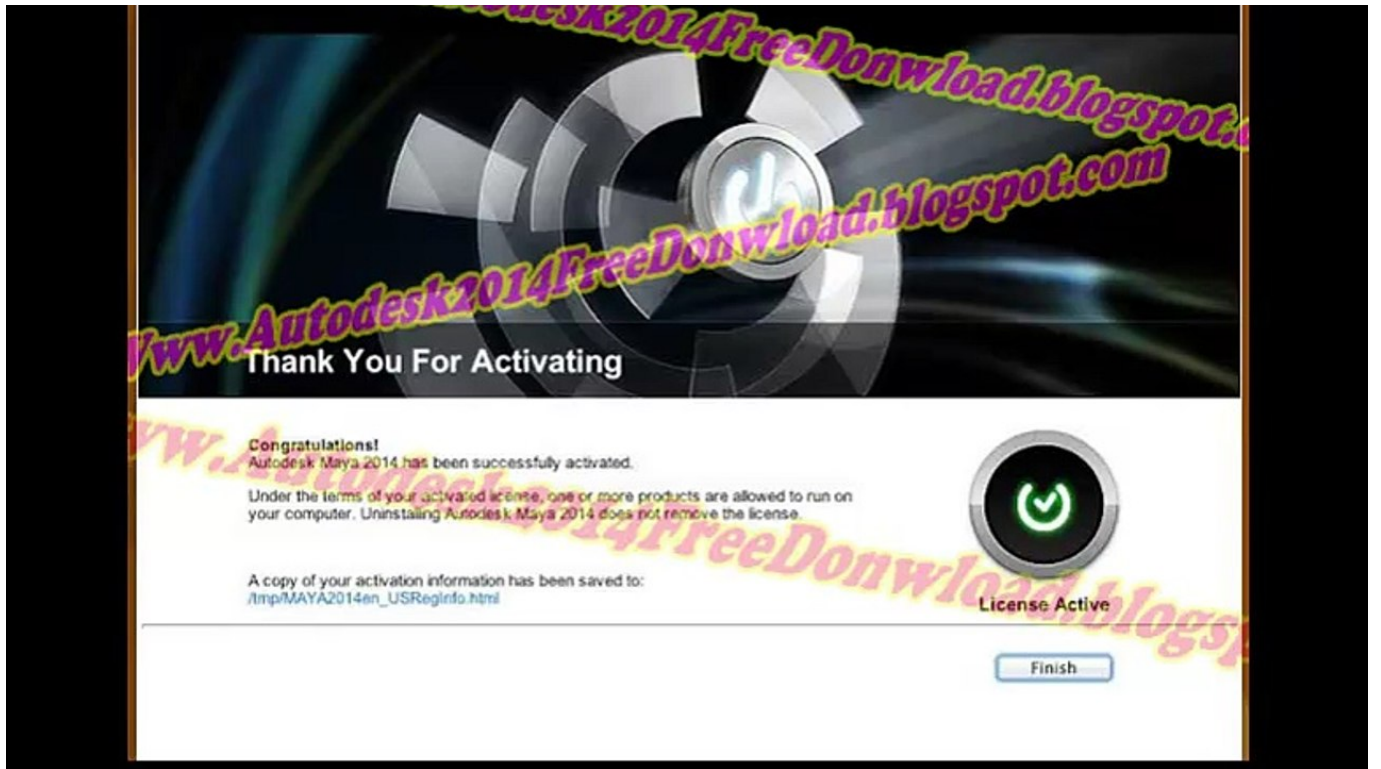 odesk2014FreeDonwload.blogspot.
Www.Autodesk2014FreeDonwload.blogspot.com
Thank You For Activating
Congratulations!
Autodesk Maya 2014 has been successfully activated.
Under the terms of your activated license, one or more products are allowed to run on
your computer. Uninstalling Autodesk Maya 2014 does not remove the license.
A copy of your activation information has been saved to:
/tmp/MAYA2014en_USRegInfo.html
ww.Autodesk2014FreeDonwload.blogsp
License Active
Finish